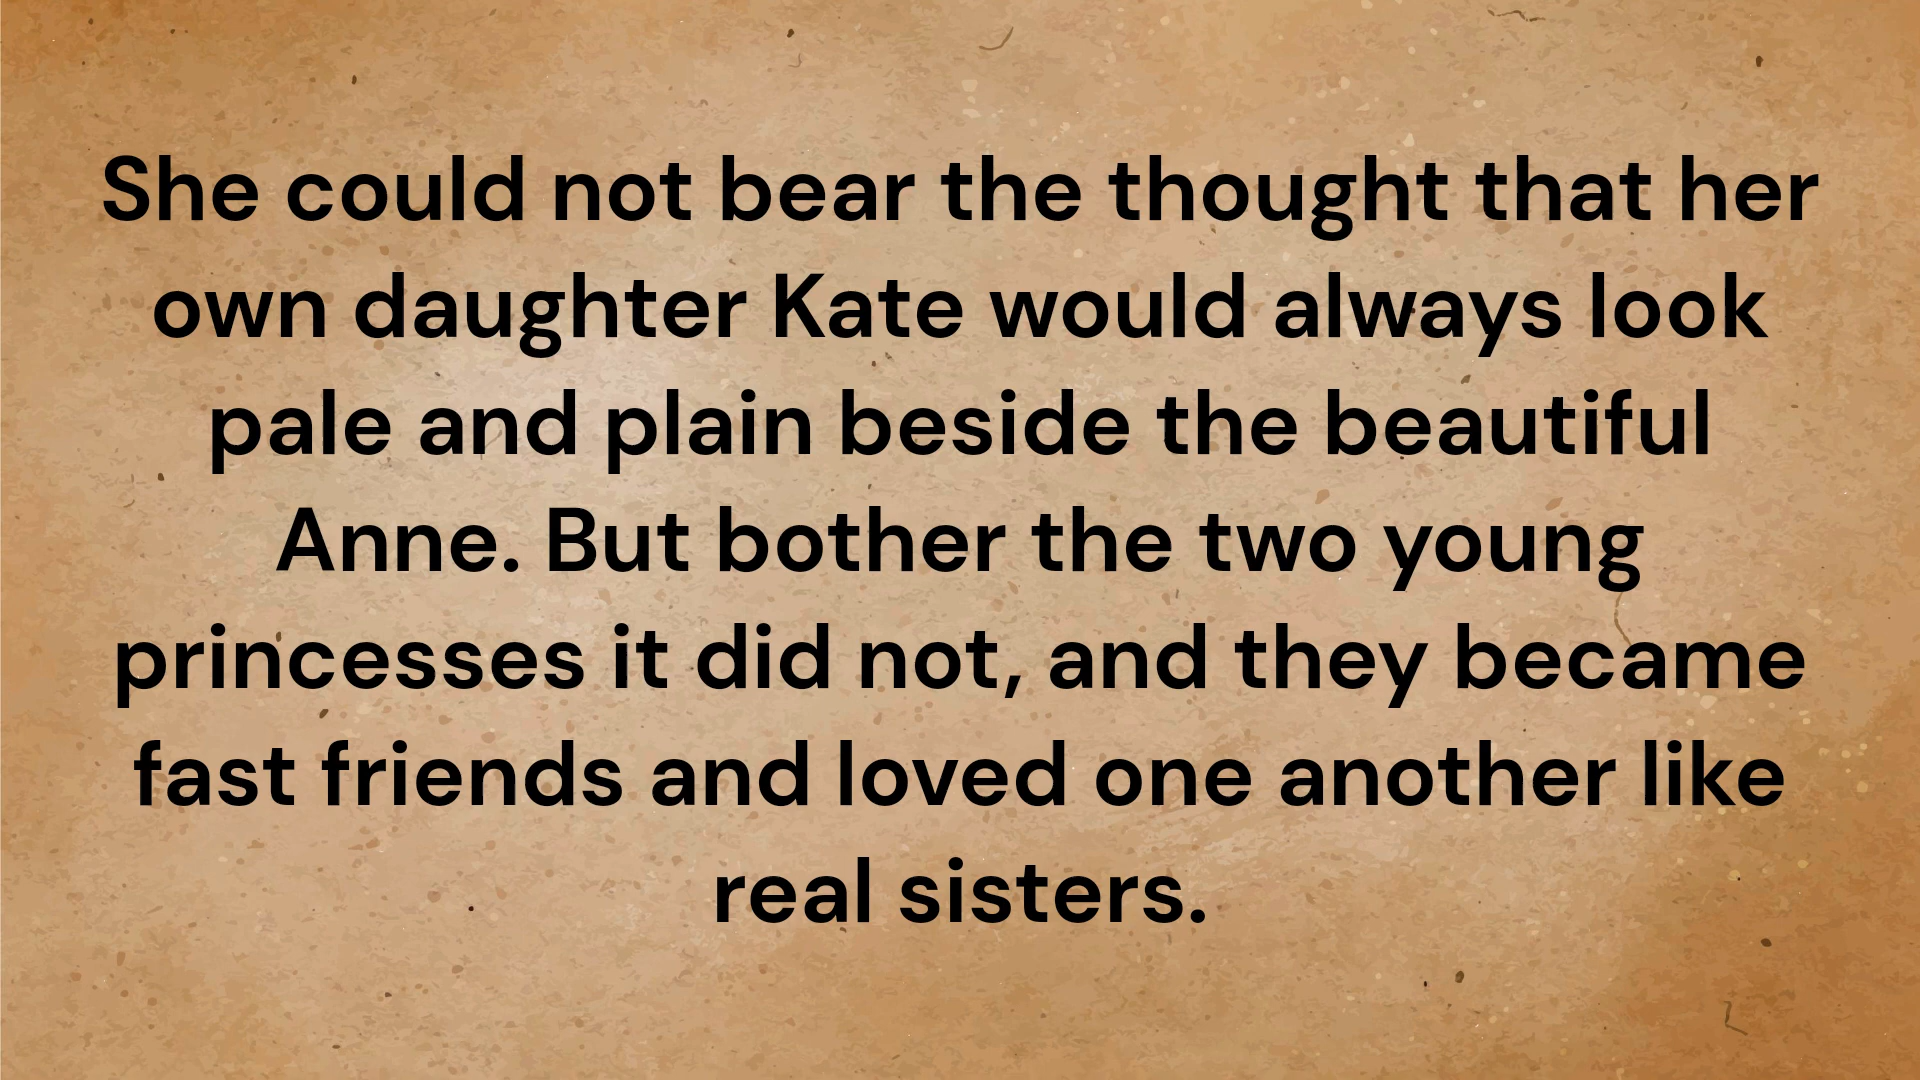 She could not bear the thought that her
own daughter Kate would always look
pale and plain beside the beautiful
Anne. But bother the two young
princesses it did not, and they became
fast friends and loved one another like
real sisters.